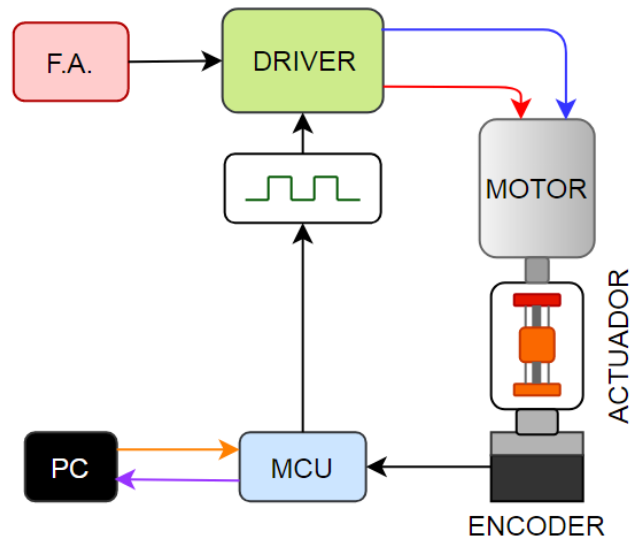 F.A.
DRIVER
MOTOR
ACTUADOR
PC
MCU
ENCODER